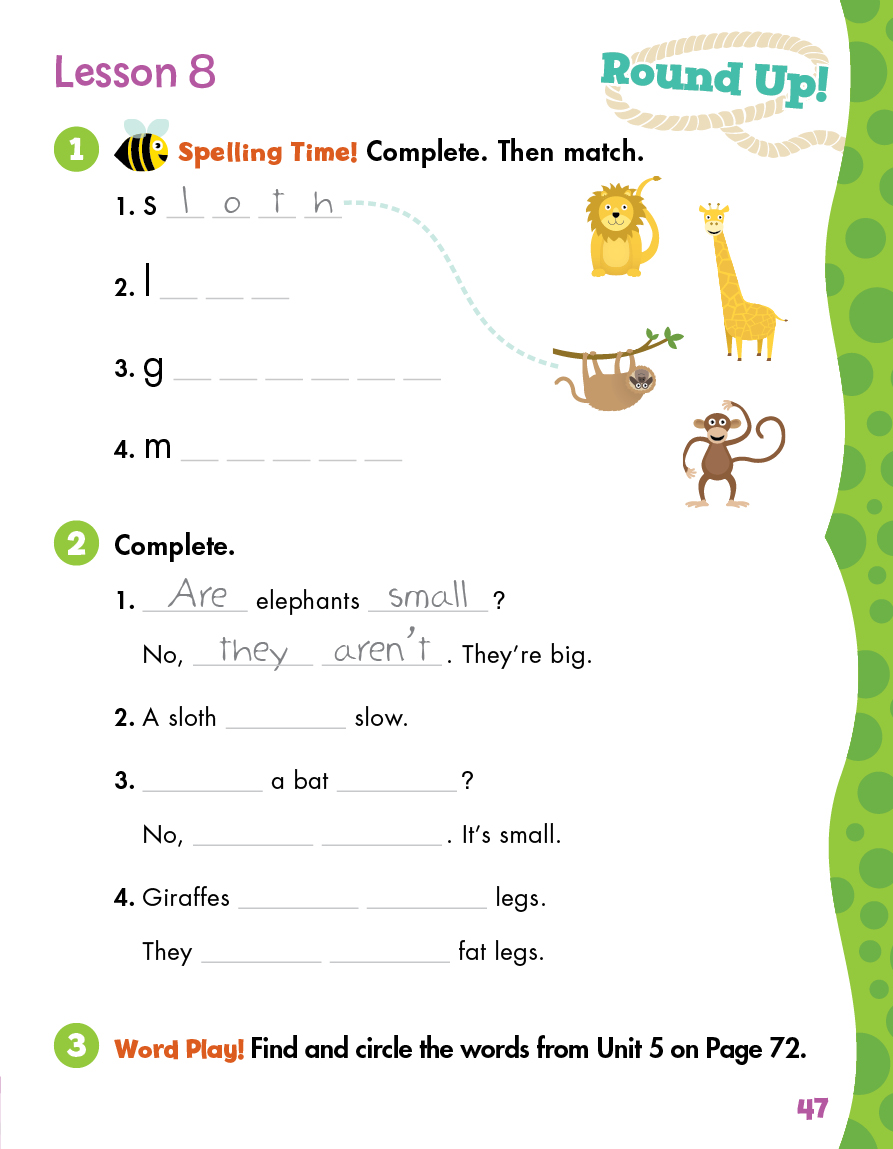 Lesson 8
Round Up!
1 Spelling Time! Complete. Then match.
1. s l o t h
2. l ___ ___ ___
3. g ___ ___ ___ ___ ___ ___
4. m ___ ___ ___ ___ ___
2 Complete.
1. Are elephants small ?
No, they aren't . They're big.
2. A sloth ________ slow.
3. ________ a bat ________ ?
No, ________ ________ . It's small.
4. Giraffes ________ ________ legs.
They ________ ________ fat legs.
3 Word Play! Find and circle the words from Unit 5 on Page 72.
47